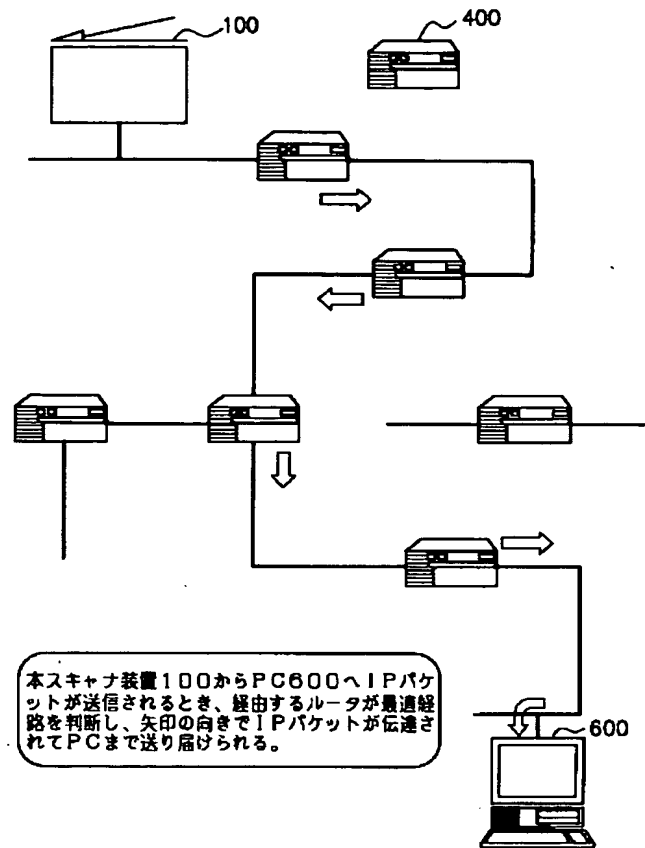 100
400
本スキャナ装置100からPC600へIPパケ
ットが送信されるとき、経由するルータが最適経
路を判断し、矢印の向きでIPパケットが伝達さ
れてPCまで送り届けられる。
600